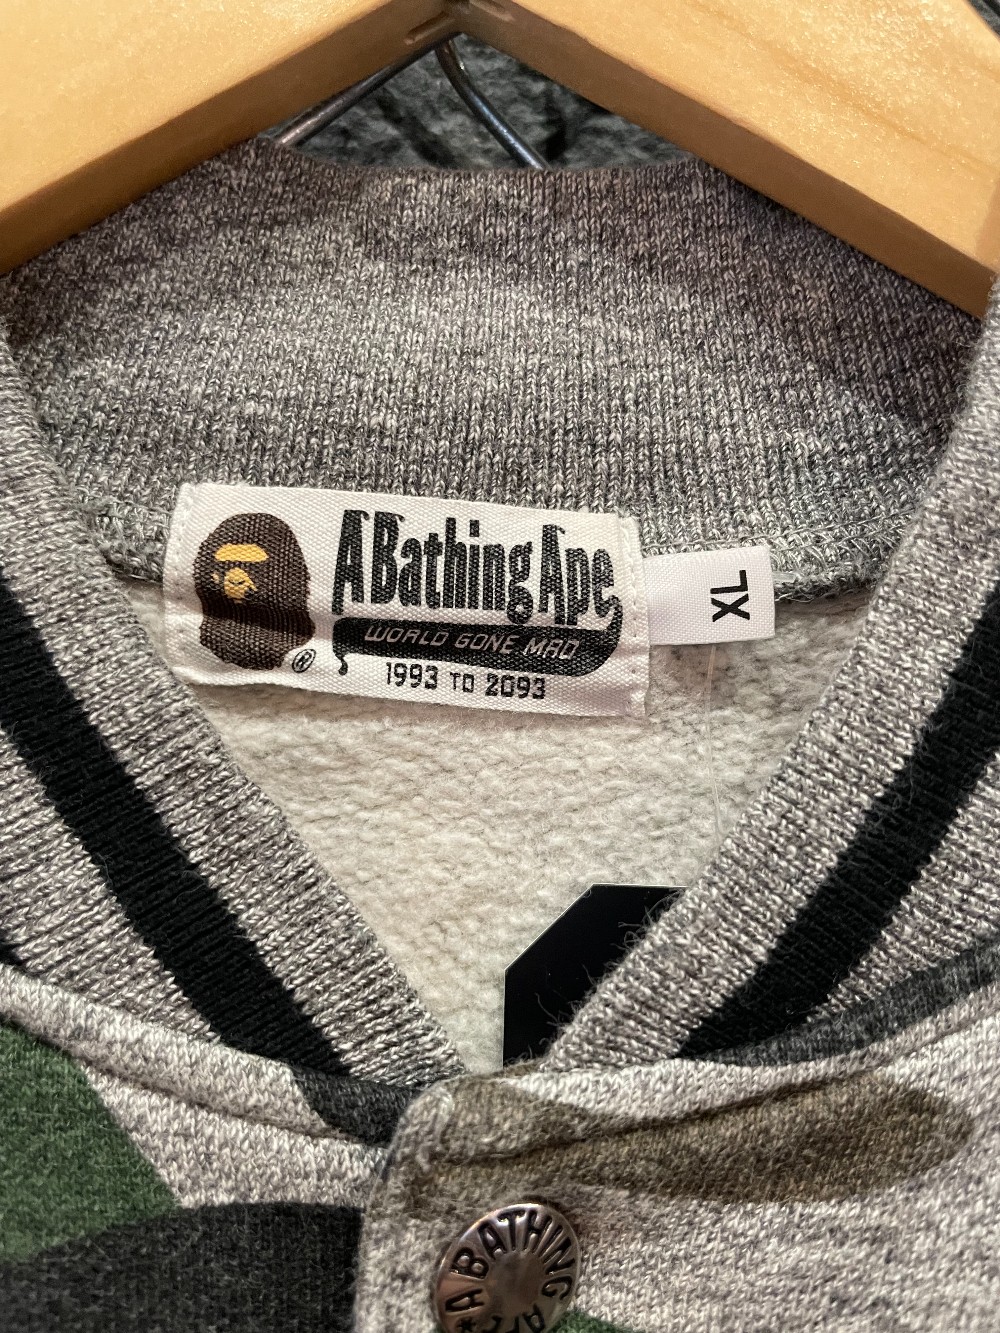 A Bathing Ape
®
WORLD GONE MAD
1993 TO 2093
XL
* A BATHING APE